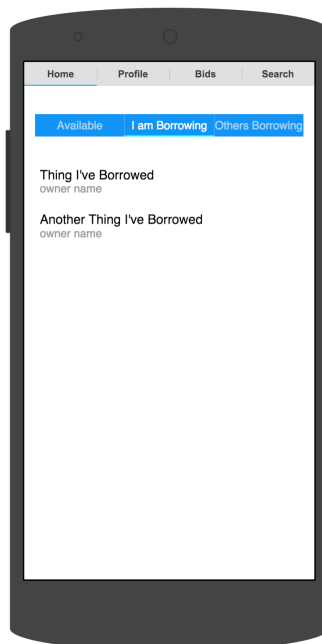 Home Profile Bids Search
Available I am Borrowing Others Borrowing
Thing I've Borrowed
owner name
Another Thing I've Borrowed
owner name